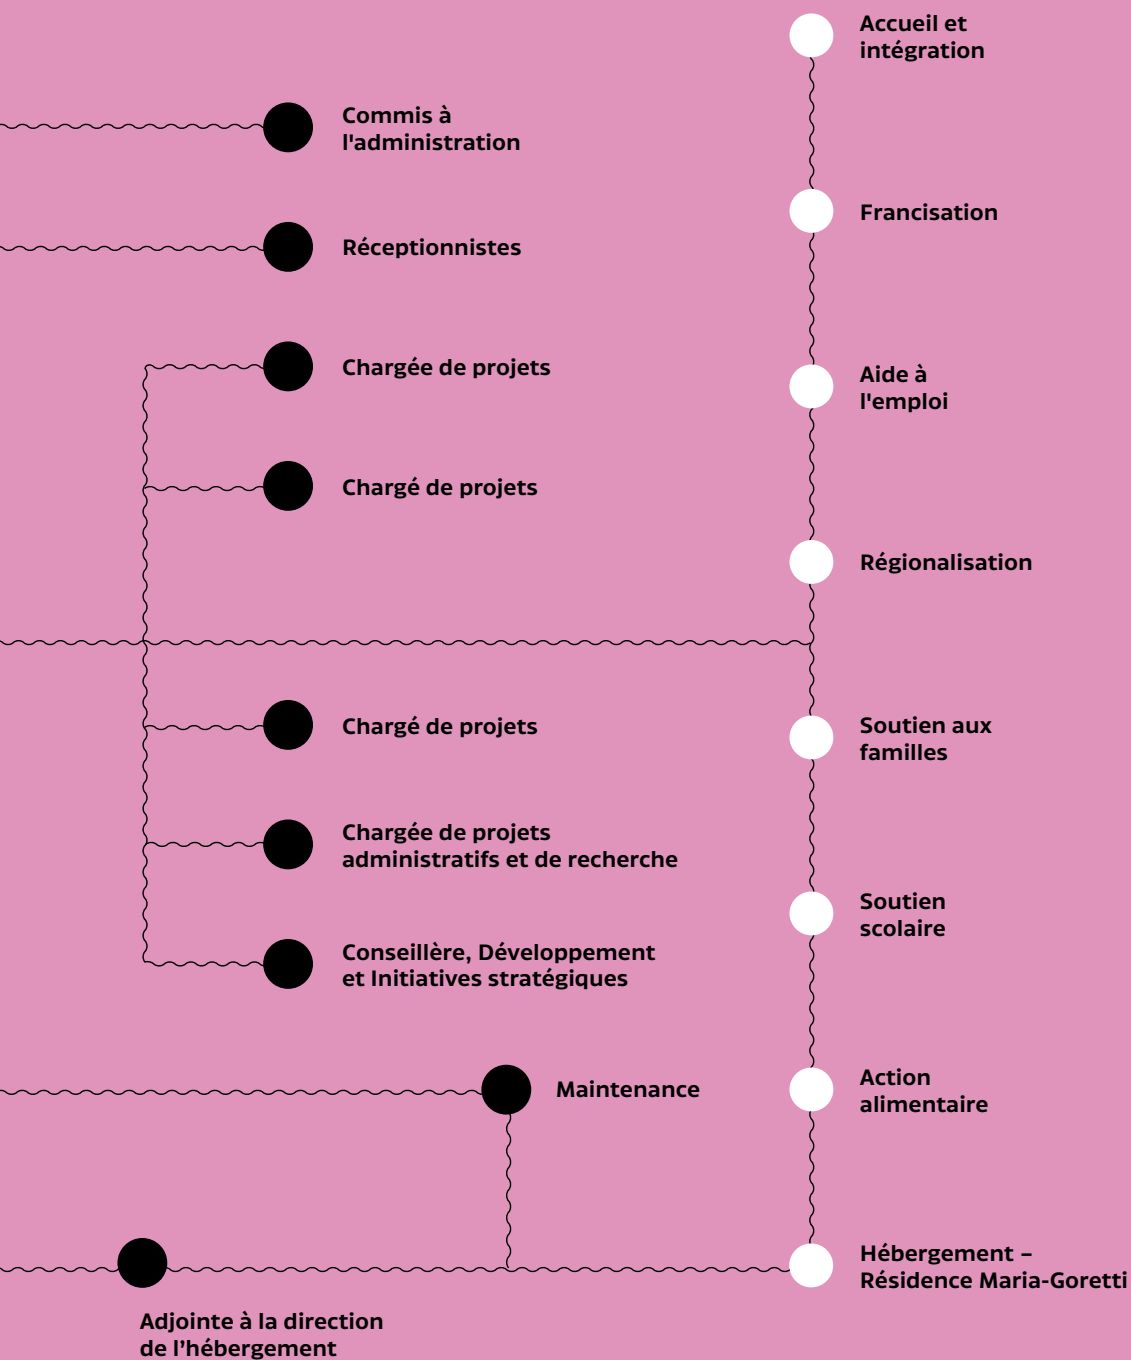 Commis à
l'administration
Réceptionnistes
Chargée de projets
Chargé de projets
Chargé de projets
Chargée de projets
administratifs et de recherche
Conseillère, Développement
et Initiatives stratégiques
Maintenance
Adjointe à la direction
de l’hébergement
Accueil et
intégration
Francisation
Aide à
l'emploi
Régionalisation
Soutien aux
familles
Soutien
scolaire
Action
alimentaire
Hébergement –
Résidence Maria-Goretti